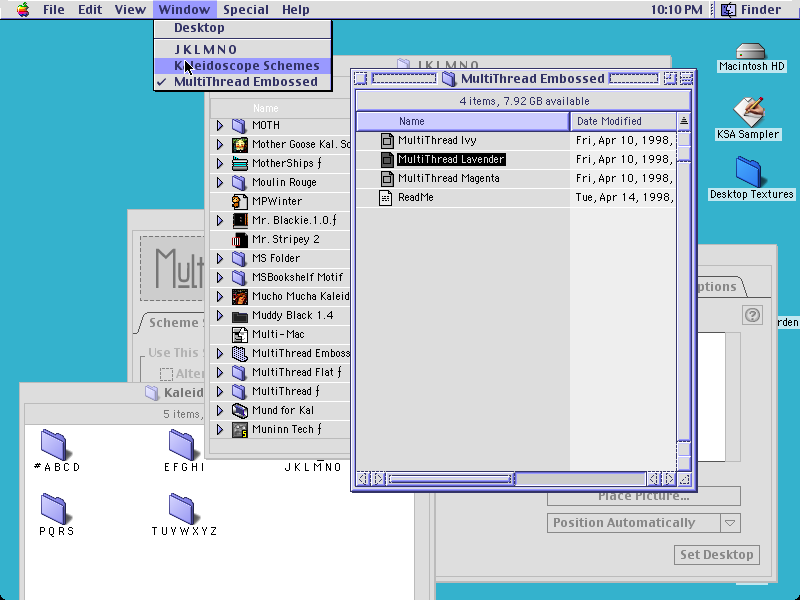 File Edit View Window Special Help 10:10 PM Finder
Desktop
J K L M N O
Kaleidoscope Schemes
✓ MultiThread Embossed
J K L M N O
Name
MOTH
Mother Goose Kal. Sc
MotherShips ƒ
Moulin Rouge
MPWinter
Mr. Blackie.1.0.ƒ
Mr. Stripey 2
MS Folder
MSBookshelf Motif
Mucho Mucha Kaleid
Muddy Black 1.4
Multi-Mac
MultiThread Emboss
MultiThread Flat ƒ
MultiThread ƒ
Mund for Kal
Muninn Tech ƒ
MultiThread Embossed
4 items, 7.92 GB available
Name Date Modified
MultiThread Ivy Fri, Apr 10, 1998,
MultiThread Lavender Fri, Apr 10, 1998,
MultiThread Magenta Fri, Apr 10, 1998,
ReadMe Tue, Apr 14, 1998,
Macintosh HD
KSA Sampler
Desktop Textures
rden
Mult
Scheme S
Use This S
Alter
ptions
?
Place Picture...
Position Automatically
Set Desktop
Kaleid
5 items,
#ABCD
EFGHI
J K L M N O
PQRS
TUVWXYZ